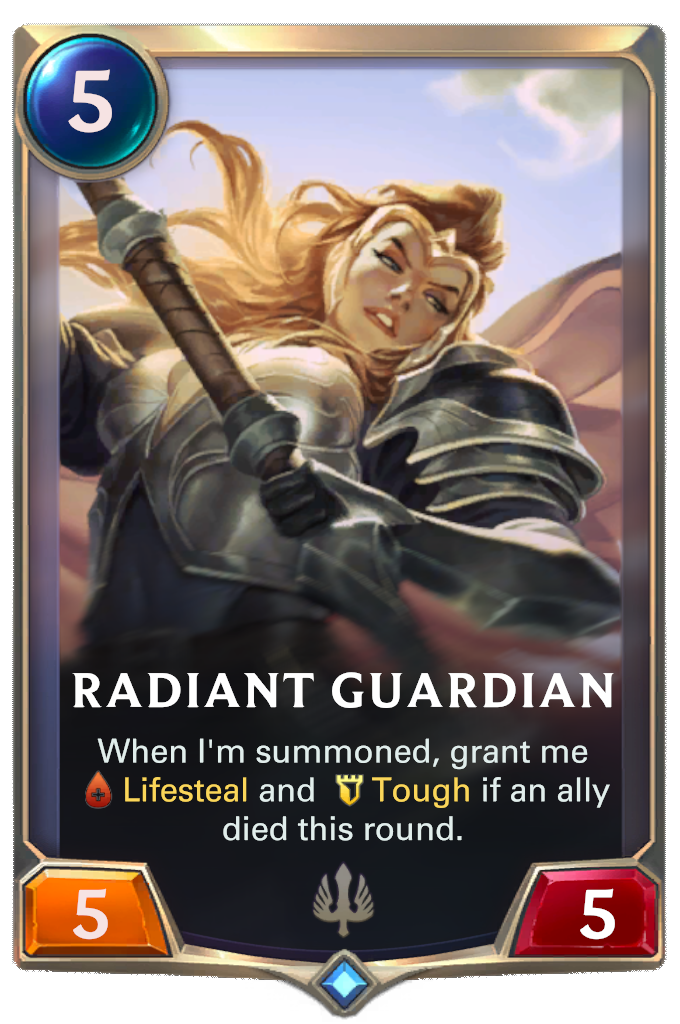 5
RADIANT GUARDIAN
When I'm summoned, grant me
Lifesteal and Tough if an ally
died this round.
5 5